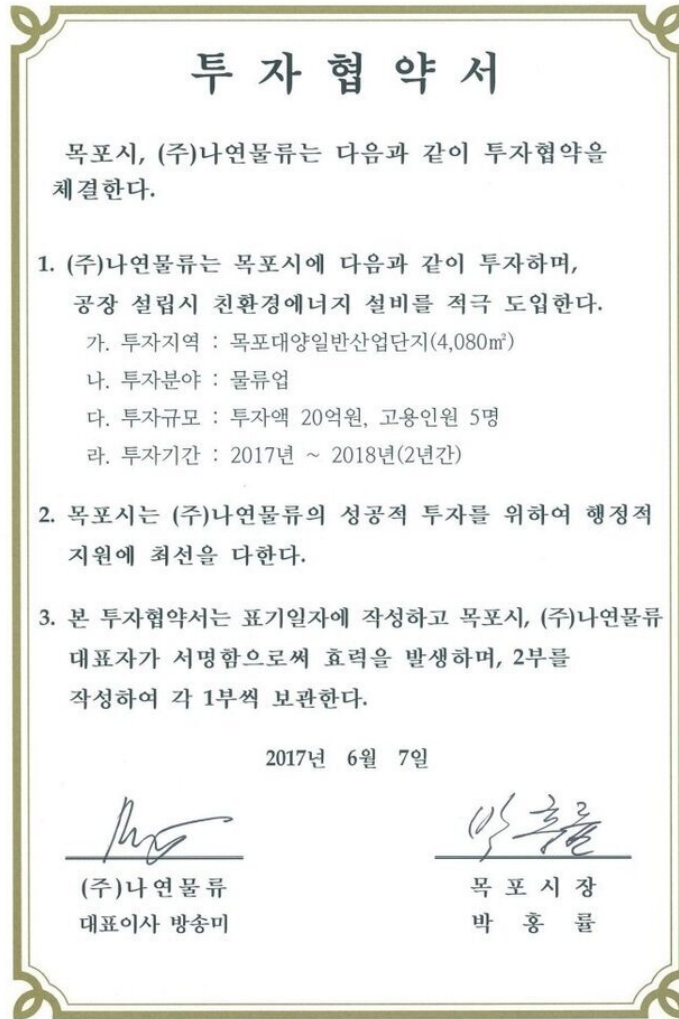 투 자 협 약 서
목포시, (주)나연물류는 다음과 같이 투자협약을
체결한다.
1. (주)나연물류는 목포시에 다음과 같이 투자하며,
공장 설립시 친환경에너지 설비를 적극 도입한다.
가. 투자지역 : 목포대양일반산업단지(4,080㎡)
나. 투자분야 : 물류업
다. 투자규모 : 투자액 20억원, 고용인원 5명
라. 투자기간 : 2017년 ~ 2018년(2년간)
2. 목포시는 (주)나연물류의 성공적 투자를 위하여 행정적
지원에 최선을 다한다.
3. 본 투자협약서는 표기일자에 작성하고 목포시, (주)나연물류
대표자가 서명함으로써 효력을 발생하며, 2부를
작성하여 각 1부씩 보관한다.
2017년 6월 7일
박홍률
(주)나연물류
대표이사 방송미
목 포 시 장
박 홍 률